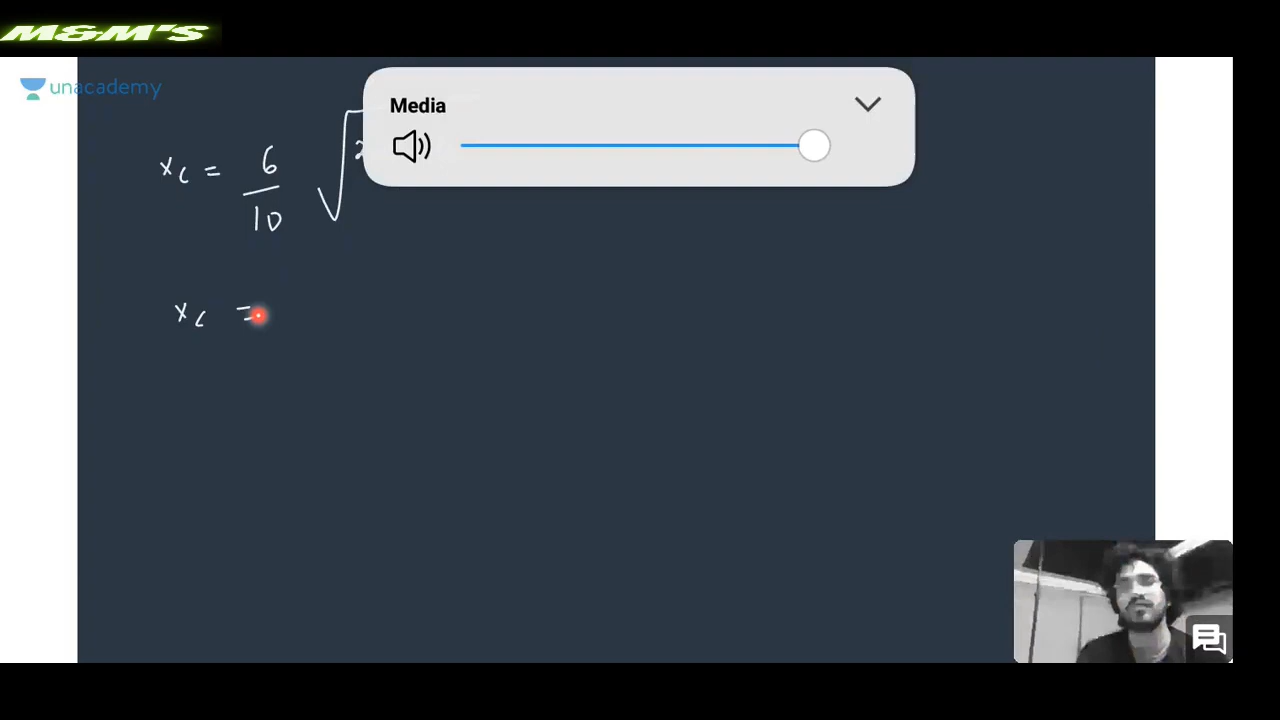 M&M'S
unacademy
Media
x_c = 6/10 √
x_c =